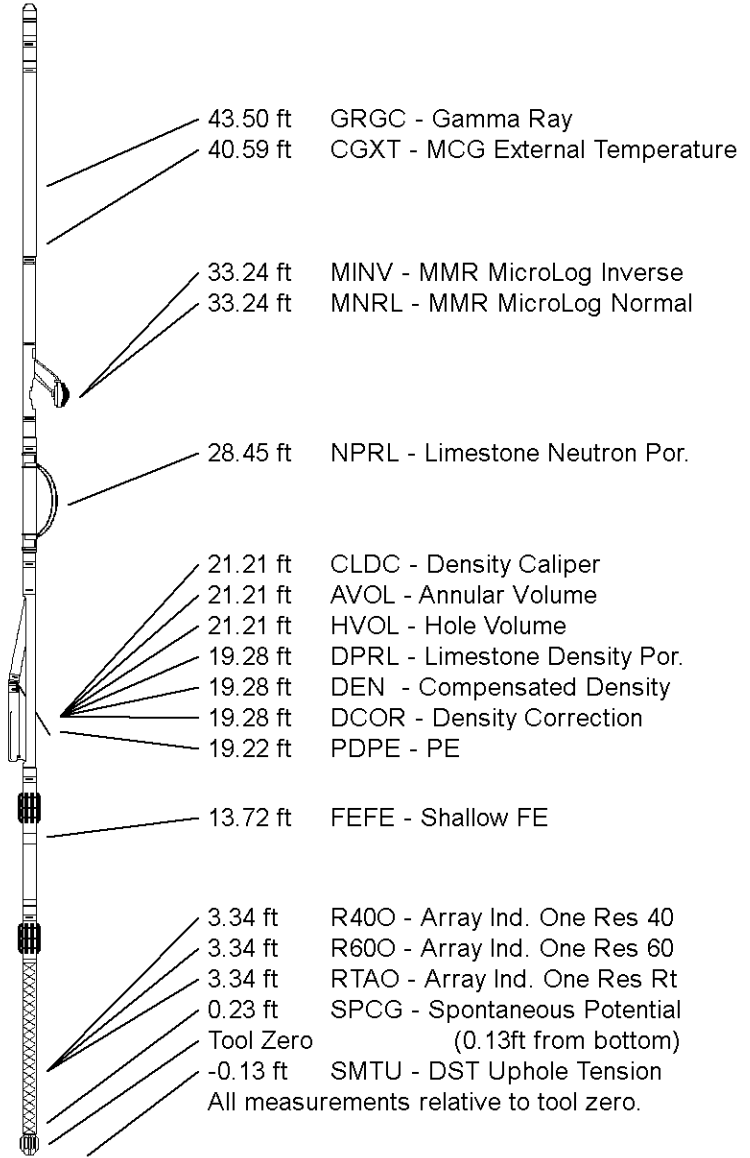 43.50 ft GRGC - Gamma Ray
40.59 ft CGXT - MCG External Temperature
33.24 ft MINV - MMR MicroLog Inverse
33.24 ft MNRL - MMR MicroLog Normal
28.45 ft NPRL - Limestone Neutron Por.
21.21 ft CLDC - Density Caliper
21.21 ft AVOL - Annular Volume
21.21 ft HVOL - Hole Volume
19.28 ft DPRL - Limestone Density Por.
19.28 ft DEN - Compensated Density
19.28 ft DCOR - Density Correction
19.22 ft PDPE - PE
13.72 ft FEFE - Shallow FE
3.34 ft R40O - Array Ind. One Res 40
3.34 ft R60O - Array Ind. One Res 60
3.34 ft RTAO - Array Ind. One Res Rt
0.23 ft SPCG - Spontaneous Potential
Tool Zero (0.13ft from bottom)
-0.13 ft SMTU - DST Uphole Tension
All measurements relative to tool zero.